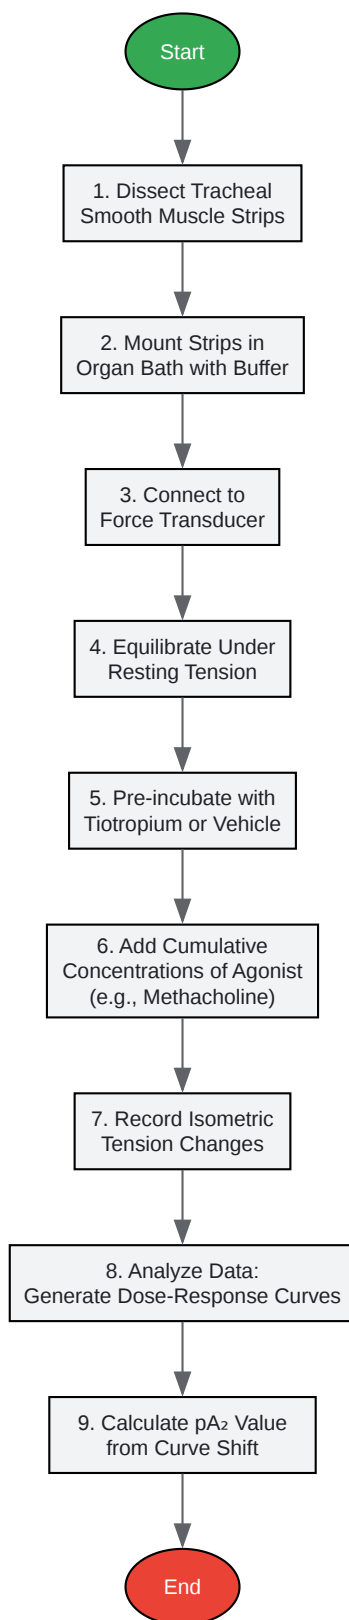 Start
1. Dissect Tracheal
Smooth Muscle Strips
2. Mount Strips in
Organ Bath with Buffer
3. Connect to
Force Transducer
4. Equilibrate Under
Resting Tension
5. Pre-incubate with
Tiotropium or Vehicle
6. Add Cumulative
Concentrations of Agonist
(e.g., Methacholine)
7. Record Isometric
Tension Changes
8. Analyze Data:
Generate Dose-Response Curves
9. Calculate pA₂ Value
from Curve Shift
End